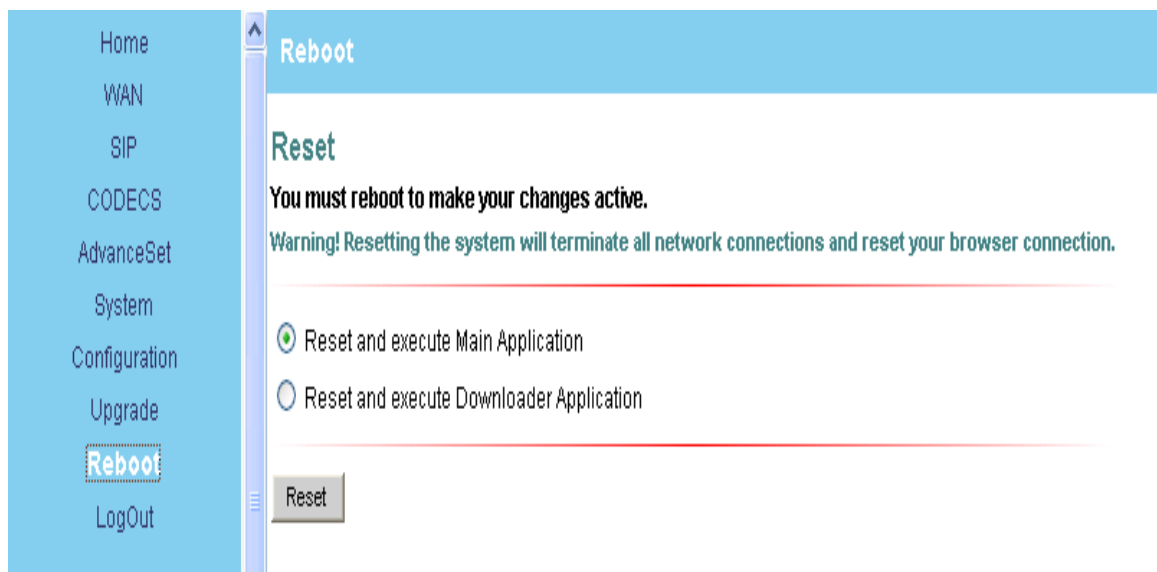 Home
WAN
SIP
CODECS
AdvanceSet
System
Configuration
Upgrade
Reboot
LogOut
Reboot
Reset
You must reboot to make your changes active.
Warning! Resetting the system will terminate all network connections and reset your browser connection.
Reset and execute Main Application
Reset and execute Downloader Application
Reset